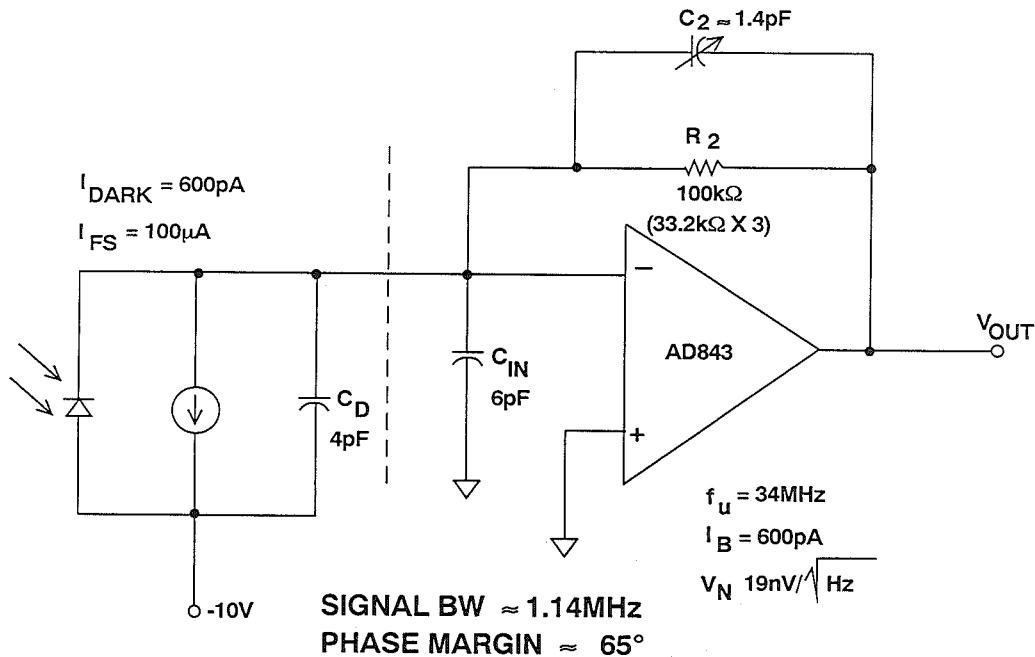 C2 ≈ 1.4pF
R2
100kΩ
(33.2kΩ X 3)
IDARK = 600pA
IFS = 100µA
CD
4pF
CIN
6pF
−
+
AD843
VOUT
fu = 34MHz
IB = 600pA
VN 19nV/√Hz
-10V
SIGNAL BW ≈ 1.14MHz
PHASE MARGIN ≈ 65°